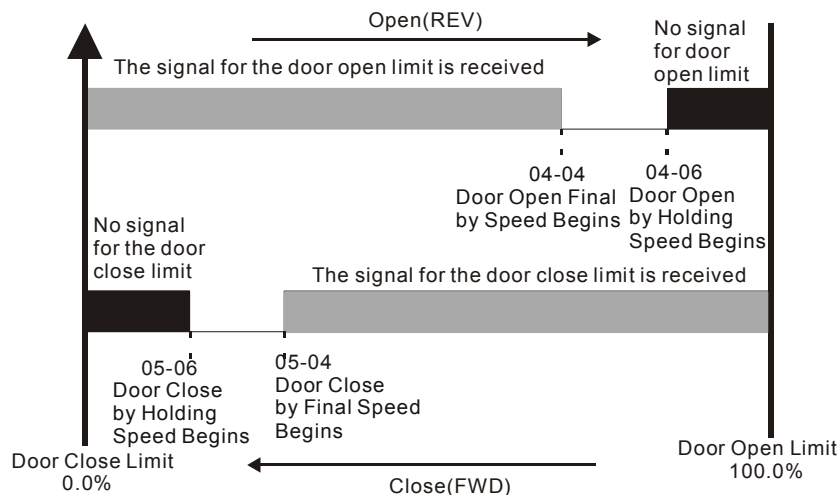 Open(REV)
No signal
for door
open limit
The signal for the door open limit is received
04-04
Door Open Final
by Speed Begins
04-06
Door Open
by Holding
Speed Begins
No signal
for the door
close limit
The signal for the door close limit is received
05-06
Door Close
by Holding
Speed Begins
05-04
Door Close
by Final Speed
Begins
Door Close Limit
0.0%
Close(FWD)
Door Open Limit
100.0%